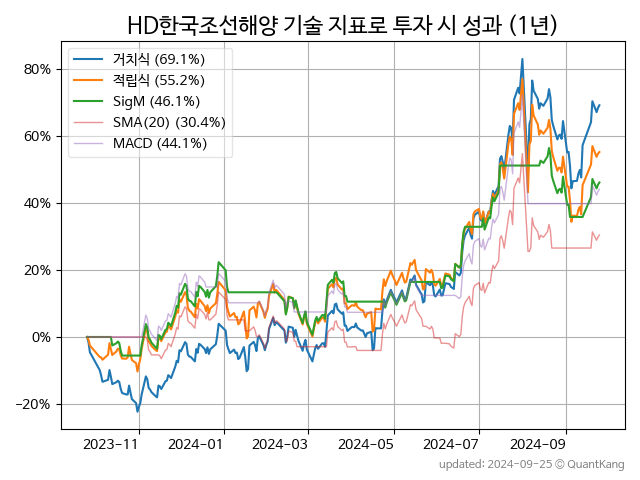 HD한국조선해양 기술 지표로 투자 시 성과 (1년)
거치식 (69.1%)
적립식 (55.2%)
SigM (46.1%)
SMA(20) (30.4%)
MACD (44.1%)
80%
60%
40%
20%
0%
−20%
2023-11 2024-01 2024-03 2024-05 2024-07 2024-09
updated: 2024-09-25 © QuantKang